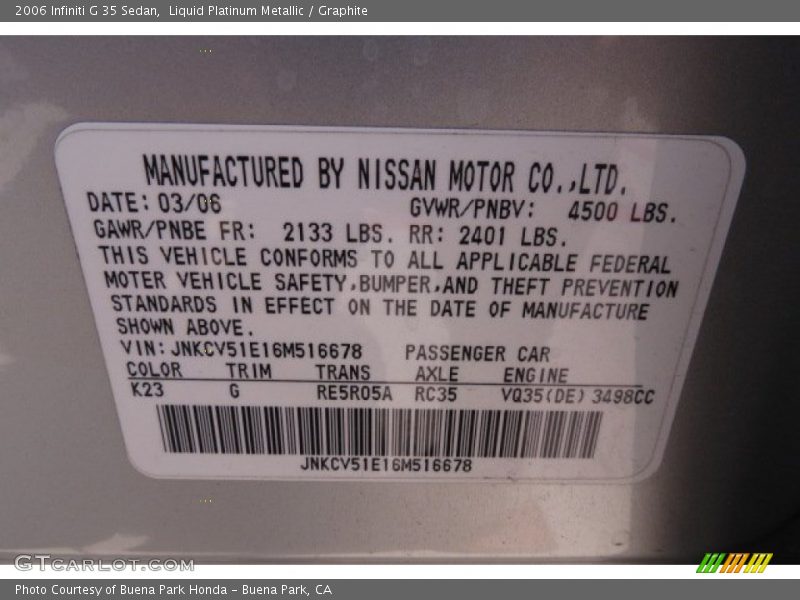 2006 Infiniti G 35 Sedan, Liquid Platinum Metallic / Graphite
MANUFACTURED BY NISSAN MOTOR CO.,LTD.
DATE: 03/06 GVWR/PNBV: 4500 LBS.
GAWR/PNBE FR: 2133 LBS. RR: 2401 LBS.
THIS VEHICLE CONFORMS TO ALL APPLICABLE FEDERAL
MOTER VEHICLE SAFETY,BUMPER,AND THEFT PREVENTION
STANDARDS IN EFFECT ON THE DATE OF MANUFACTURE
SHOWN ABOVE.
VIN: JNKCV51E16M516678 PASSENGER CAR
COLOR TRIM TRANS AXLE ENGINE
K23 G RE5R05A RC35 VQ35(DE) 3498CC
JNKCV51E16M516678
GTCARLOT.COM
Photo Courtesy of Buena Park Honda - Buena Park, CA